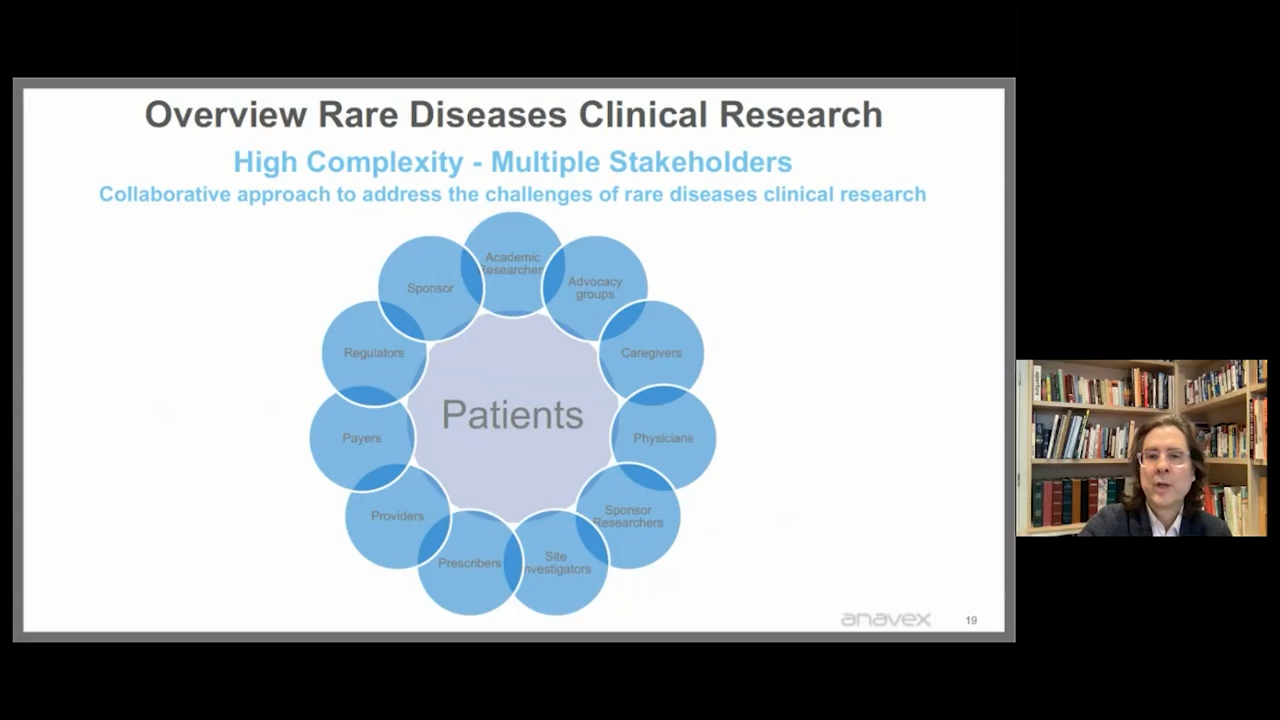 Overview Rare Diseases Clinical Research
High Complexity - Multiple Stakeholders
Collaborative approach to address the challenges of rare diseases clinical research
Academic
Researchers
Advocacy
groups
Sponsor
Caregivers
Regulators
Patients
Physicians
Payers
Sponsor
Researchers
Providers
Site
Investigators
Prescribers
anavex
19